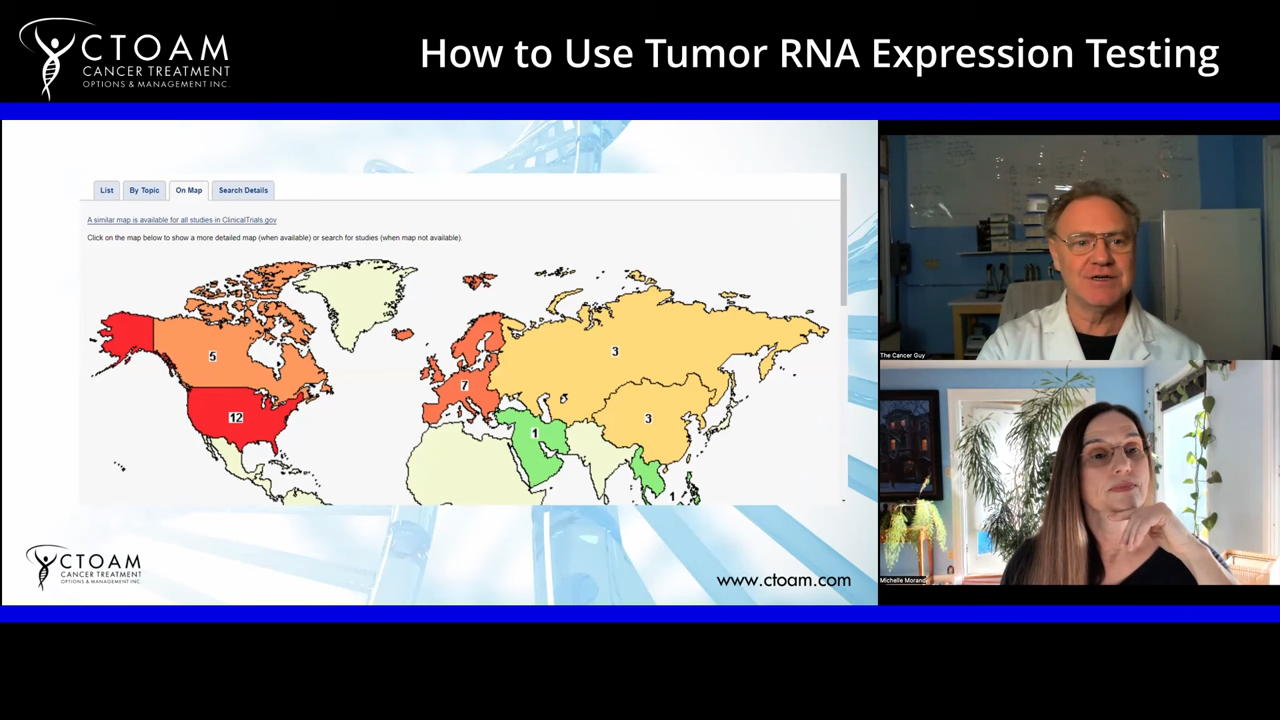 CTOAM
CANCER TREATMENT
OPTIONS & MANAGEMENT INC.
How to Use Tumor RNA Expression Testing
List
By Topic
On Map
Search Details
A similar map is available for all studies in ClinicalTrials.gov
Click on the map below to show a more detailed map (when available) or search for studies (when map not available).
5
12
7
3
3
1
1
CTOAM
CANCER TREATMENT
OPTIONS & MANAGEMENT INC.
www.ctoam.com
The Cancer Guy
Michelle Morand